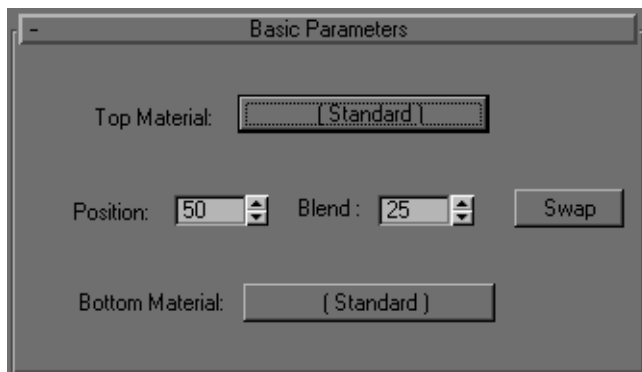 - Basic Parameters
Top Material: ( Standard )
Position: 50 Blend : 25 Swap
Bottom Material: ( Standard )